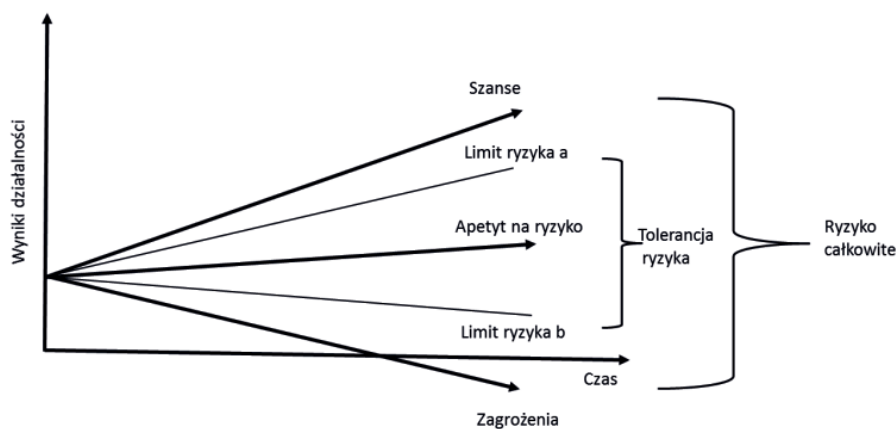 Wyniki działalności
Szanse
Limit ryzyka a
Apetyt na ryzyko
Tolerancja
ryzyka
Ryzyko
całkowite
Limit ryzyka b
Czas
Zagrożenia